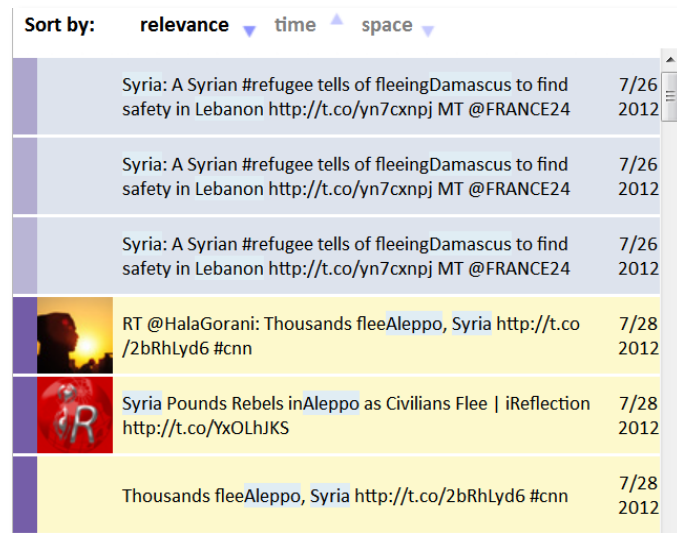 Sort by: relevance time space
Syria: A Syrian #refugee tells of fleeingDamascus to find 7/26
safety in Lebanon http://t.co/yn7cxnpj MT @FRANCE24 2012
Syria: A Syrian #refugee tells of fleeingDamascus to find 7/26
safety in Lebanon http://t.co/yn7cxnpj MT @FRANCE24 2012
Syria: A Syrian #refugee tells of fleeingDamascus to find 7/26
safety in Lebanon http://t.co/yn7cxnpj MT @FRANCE24 2012
RT @HalaGorani: Thousands fleeAleppo, Syria http://t.co 7/28
/2bRhLyd6 #cnn 2012
Syria Pounds Rebels inAleppo as Civilians Flee | iReflection 7/28
http://t.co/YxOLhJKS 2012
iR
Thousands fleeAleppo, Syria http://t.co/2bRhLyd6 #cnn 7/28
2012